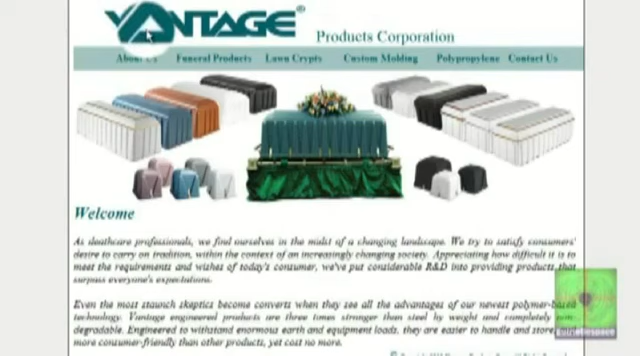 VANTAGE®
Products Corporation
About Us Funeral Products Lawn Crypts Custom Molding Polypropylene Contact Us
Welcome
As deathcare professionals, we find ourselves in the midst of a changing landscape. We try to satisfy consumers'
desire to carry on tradition, within the context of an increasingly changing society. Appreciating how difficult it is to
meet the requirements and wishes of today's consumer, we've put considerable R&D into providing products that
surpass everyone's expectations.
Even the most staunch skeptics become converts when they see all the advantages of our newest polymer-based
technology. Vantage engineered products are three times stronger than steel by weight and completely non-
degradable. Engineered to withstand enormous earth and equipment loads, they are easier to handle and store
more consumer-friendly than other products, yet cost no more.